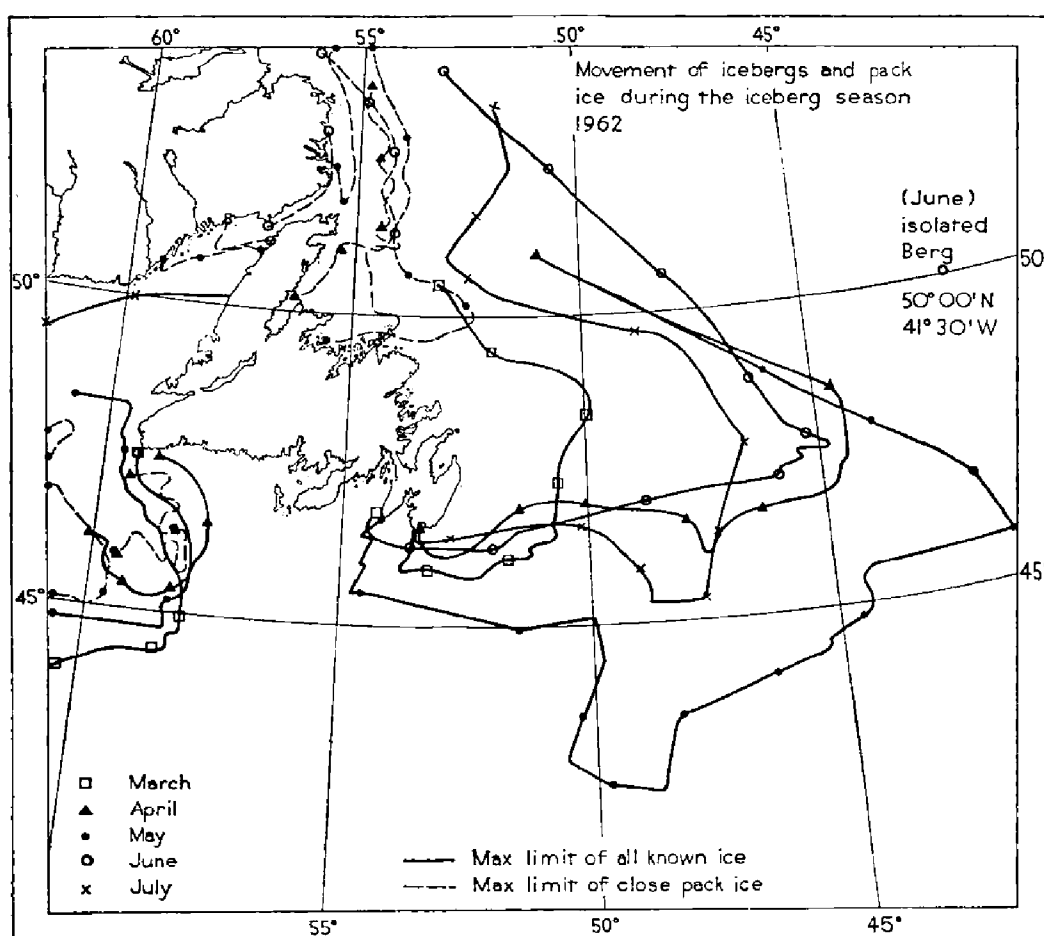 60°
55°
50°
45°
Movement of icebergs and pack
ice during the iceberg season
1962
(June)
isolated
Berg
50°
50
50°00'N
41°30'W
45°
45
March
April
May
June
July
Max limit of all known ice
Max limit of close pack ice
55°
50°
45°